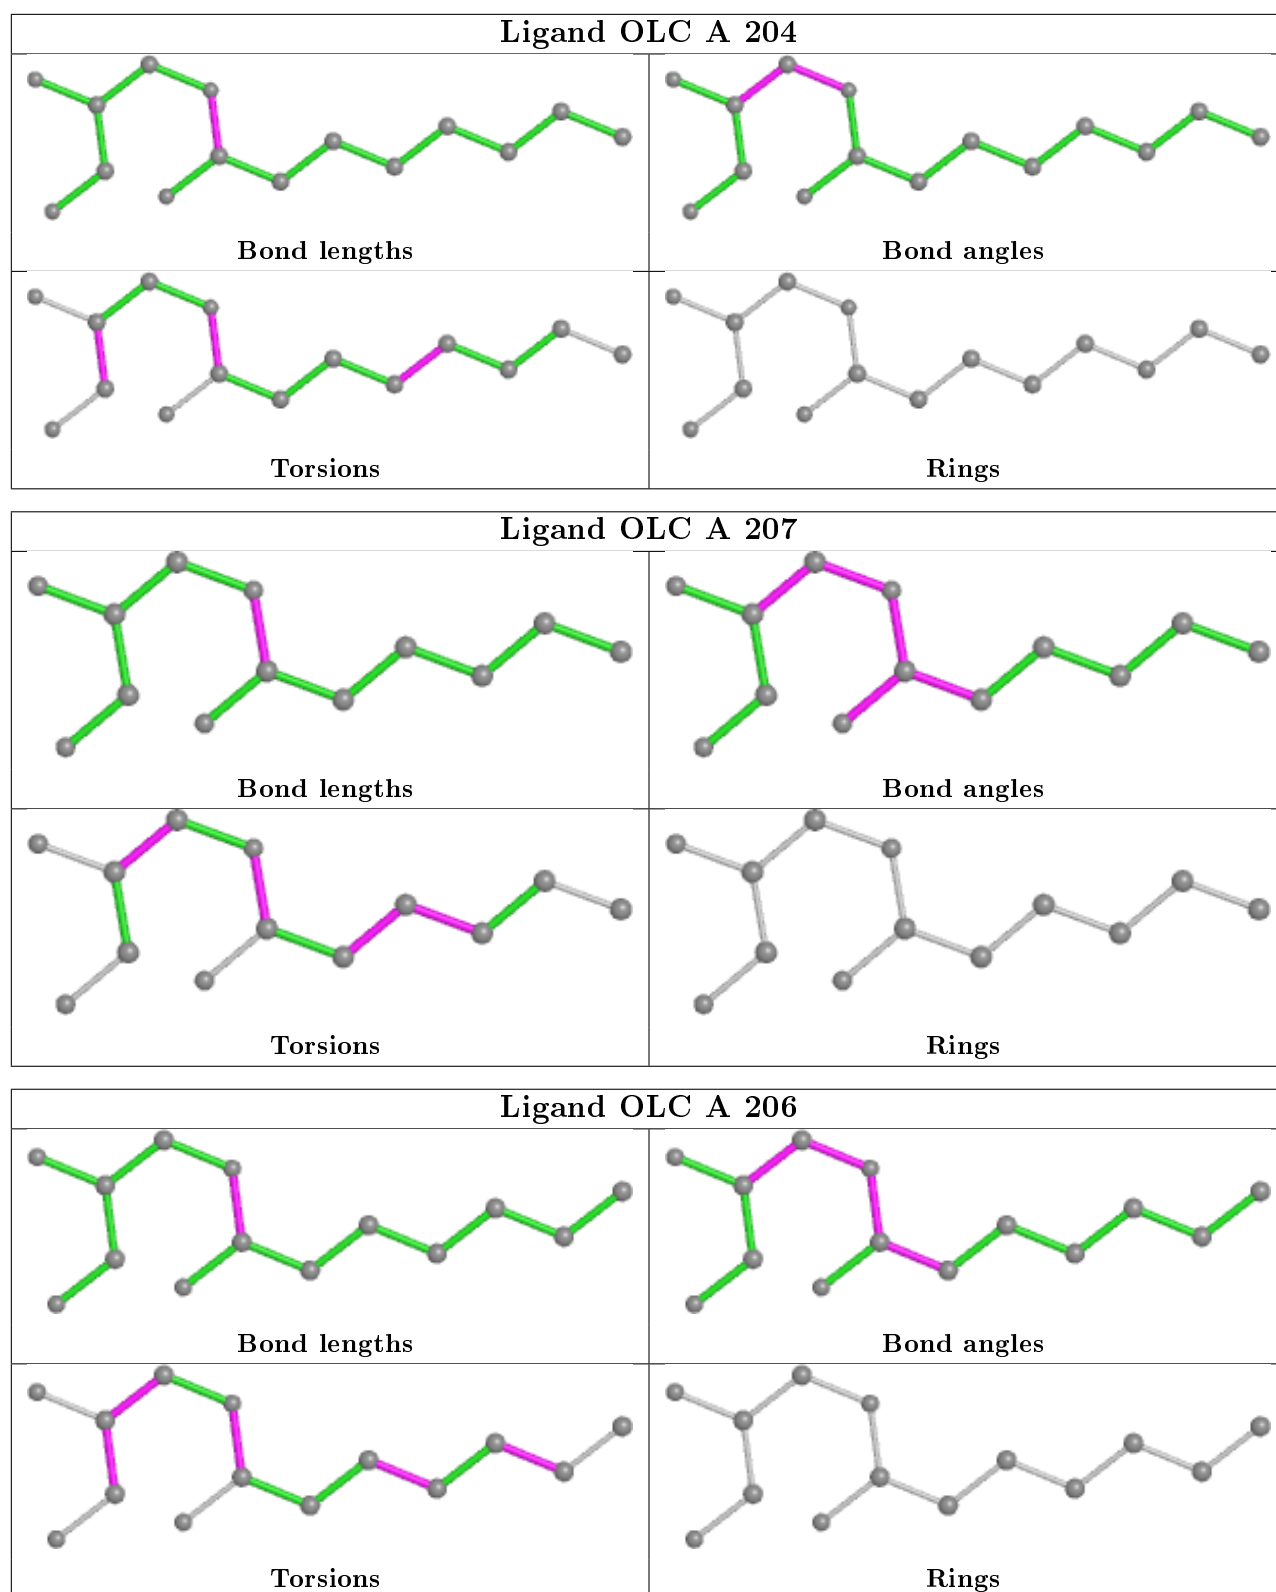 Ligand OLC A 204
Bond lengths
Bond angles
Torsions
Rings
Ligand OLC A 207
Bond lengths
Bond angles
Torsions
Rings
Ligand OLC A 206
Bond lengths
Bond angles
Torsions
Rings